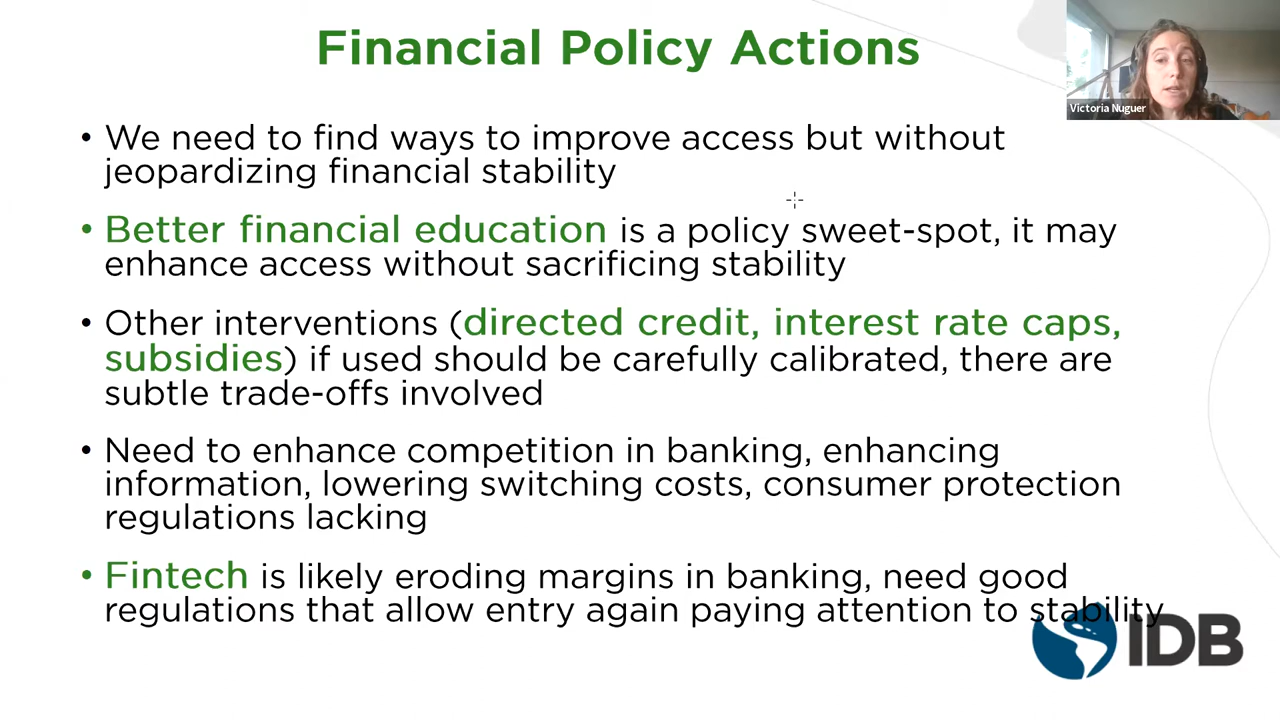 Financial Policy Actions
Victoria Nuguer
• We need to find ways to improve access but without
jeopardizing financial stability
• Better financial education is a policy sweet-spot, it may
enhance access without sacrificing stability
• Other interventions (directed credit, interest rate caps,
subsidies) if used should be carefully calibrated, there are
subtle trade-offs involved
• Need to enhance competition in banking, enhancing
information, lowering switching costs, consumer protection
regulations lacking
• Fintech is likely eroding margins in banking, need good
regulations that allow entry again paying attention to stability
IDB